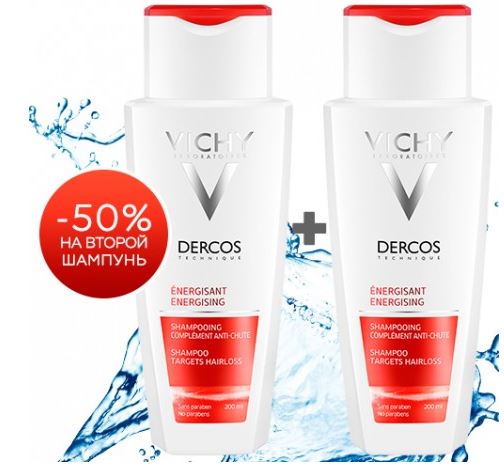 -50%
НА ВТОРОЙ
ШАМПУНЬ
VICHY
LABORATOIRES
V
DERCOS
TECHNIQUE
ÉNERGISANT
ENERGISING
SHAMPOOING
COMPLÉMENT ANTI-CHUTE
SHAMPOO
TARGETS HAIRLOSS
Sans paraben
No parabens
200 ml
+
VICHY
LABORATOIRES
V
DERCOS
TECHNIQUE
ÉNERGISANT
ENERGISING
SHAMPOOING
COMPLÉMENT ANTI-CHUTE
SHAMPOO
TARGETS HAIRLOSS
Sans paraben
No parabens
200 ml